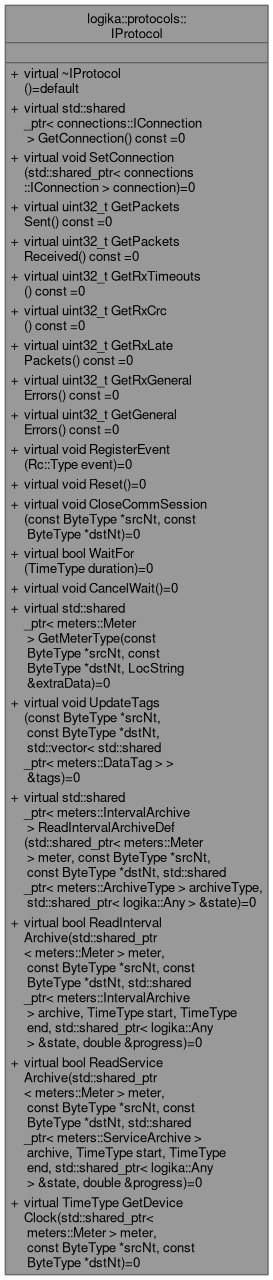 logika::protocols::
IProtocol
+ virtual ~IProtocol
()=default
+ virtual std::shared
_ptr< connections::IConnection
> GetConnection() const =0
+ virtual void SetConnection
(std::shared_ptr< connections
::IConnection > connection)=0
+ virtual uint32_t GetPackets
Sent() const =0
+ virtual uint32_t GetPackets
Received() const =0
+ virtual uint32_t GetRxTimeouts
() const =0
+ virtual uint32_t GetRxCrc
() const =0
+ virtual uint32_t GetRxLate
Packets() const =0
+ virtual uint32_t GetRxGeneral
Errors() const =0
+ virtual uint32_t GetGeneral
Errors() const =0
+ virtual void RegisterEvent
(Rc::Type event)=0
+ virtual void Reset()=0
+ virtual void CloseCommSession
(const ByteType *srcNt, const
ByteType *dstNt)=0
+ virtual bool WaitFor
(TimeType duration)=0
+ virtual void CancelWait()=0
+ virtual std::shared
_ptr< meters::Meter
> GetMeterType(const
ByteType *srcNt, const
ByteType *dstNt, LocString
&extraData)=0
+ virtual void UpdateTags
(const ByteType *srcNt,
const ByteType *dstNt,
std::vector< std::shared
_ptr< meters::DataTag > >
&tags)=0
+ virtual std::shared
_ptr< meters::IntervalArchive
> ReadIntervalArchiveDef
(std::shared_ptr< meters::Meter
> meter, const ByteType *srcNt,
const ByteType *dstNt, std::shared
_ptr< meters::ArchiveType > archiveType,
std::shared_ptr< logika::Any > &state)=0
+ virtual bool ReadInterval
Archive(std::shared_ptr
< meters::Meter > meter,
const ByteType *srcNt, const
ByteType *dstNt, std::shared
_ptr< meters::IntervalArchive
> archive, TimeType start, TimeType
end, std::shared_ptr< logika::Any
> &state, double &progress)=0
+ virtual bool ReadService
Archive(std::shared_ptr
< meters::Meter > meter,
const ByteType *srcNt, const
ByteType *dstNt, std::shared
_ptr< meters::ServiceArchive >
archive, TimeType start, TimeType
end, std::shared_ptr< logika::Any
> &state, double &progress)=0
+ virtual TimeType GetDevice
Clock(std::shared_ptr<
meters::Meter > meter,
const ByteType *srcNt, const
ByteType *dstNt)=0